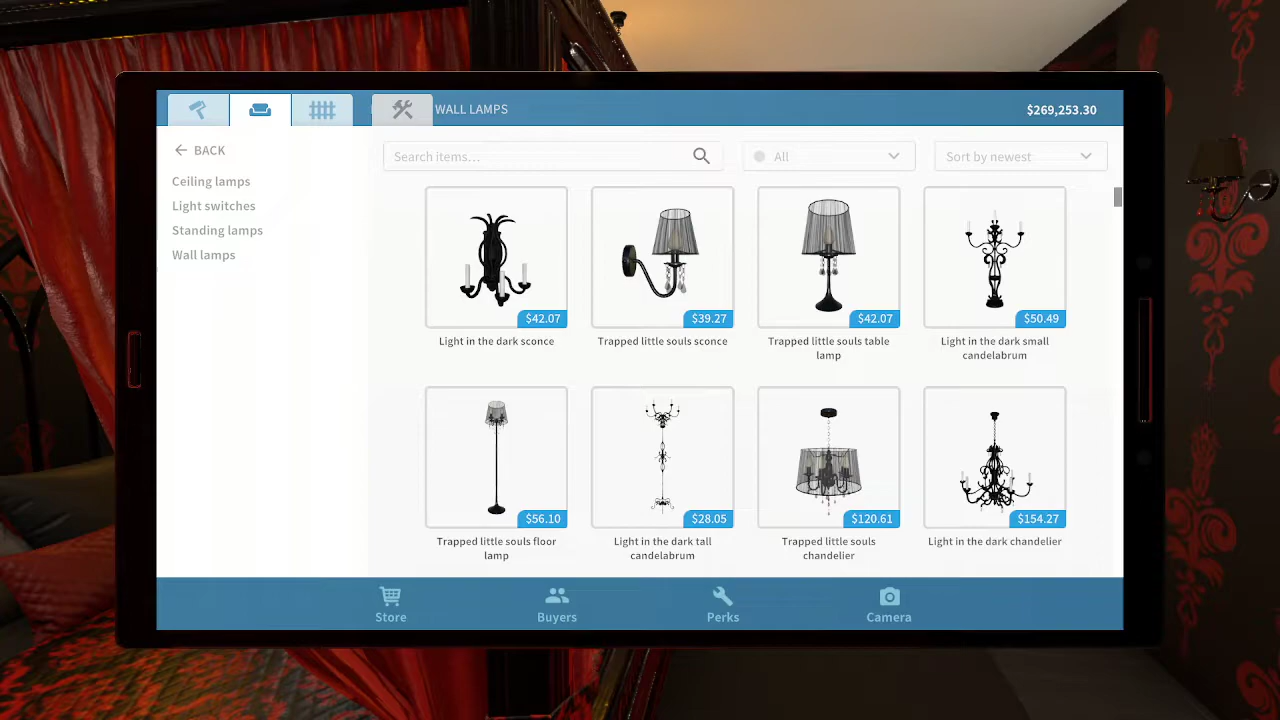 WALL LAMPS
$269,253.30
BACK
Search items...
All
Sort by newest
Ceiling lamps
Light switches
Standing lamps
Wall lamps
$42.07
$39.27
$42.07
$50.49
Light in the dark sconce
Trapped little souls sconce
Trapped little souls table
lamp
Light in the dark small
candelabrum
$56.10
$28.05
$120.61
$154.27
Trapped little souls floor
lamp
Light in the dark tall
candelabrum
Trapped little souls
chandelier
Light in the dark chandelier
Store
Buyers
Perks
Camera